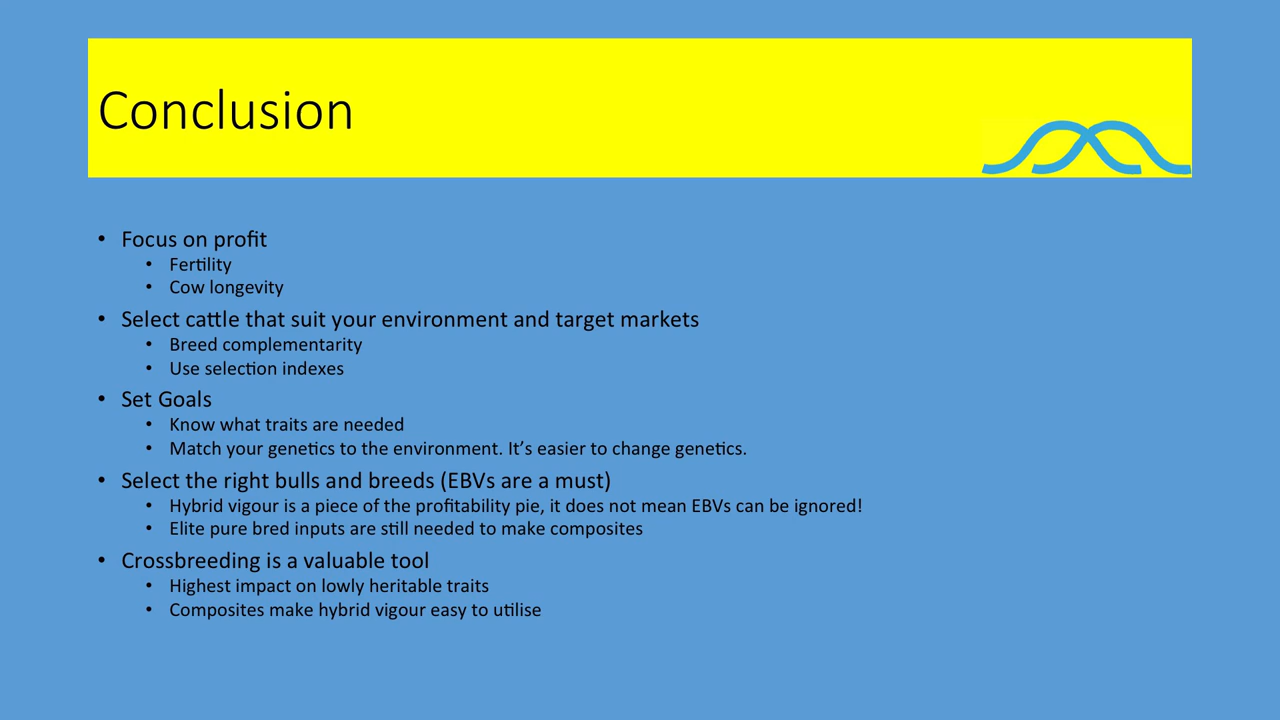 Conclusion
• Focus on profit
• Fertility
• Cow longevity
• Select cattle that suit your environment and target markets
• Breed complementarity
• Use selection indexes
• Set Goals
• Know what traits are needed
• Match your genetics to the environment. It’s easier to change genetics.
• Select the right bulls and breeds (EBVs are a must)
• Hybrid vigour is a piece of the profitability pie, it does not mean EBVs can be ignored!
• Elite pure bred inputs are still needed to make composites
• Crossbreeding is a valuable tool
• Highest impact on lowly heritable traits
• Composites make hybrid vigour easy to utilise